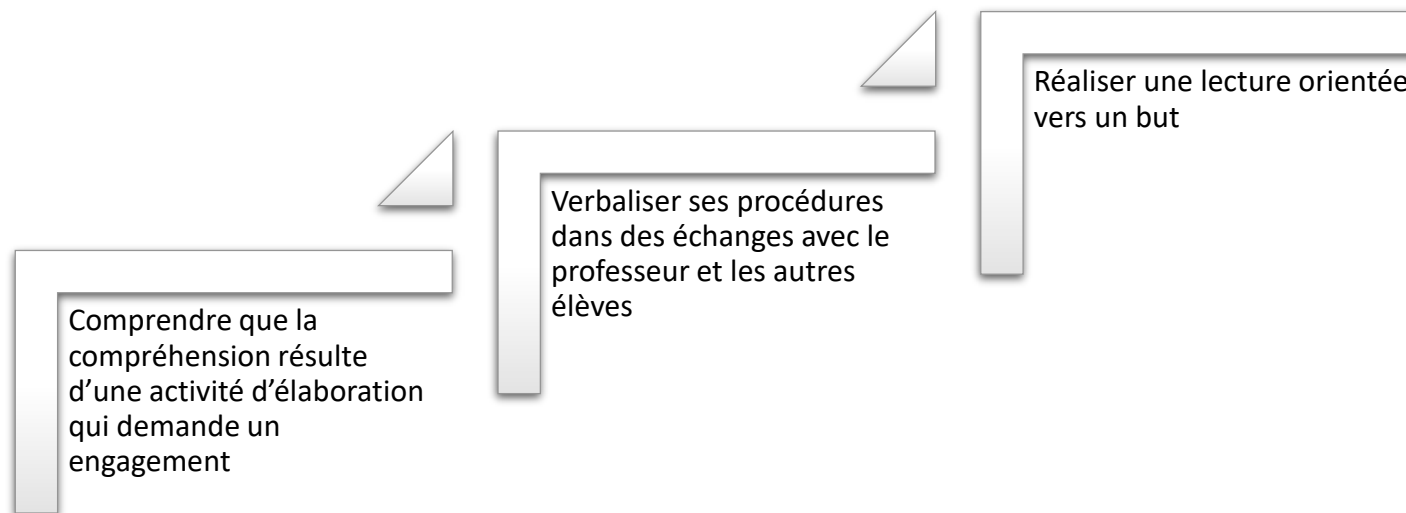 Comprendre que la
compréhension résulte
d’une activité d’élaboration
qui demande un
engagement
Verbaliser ses procédures
dans des échanges avec le
professeur et les autres
élèves
Réaliser une lecture orientée
vers un but